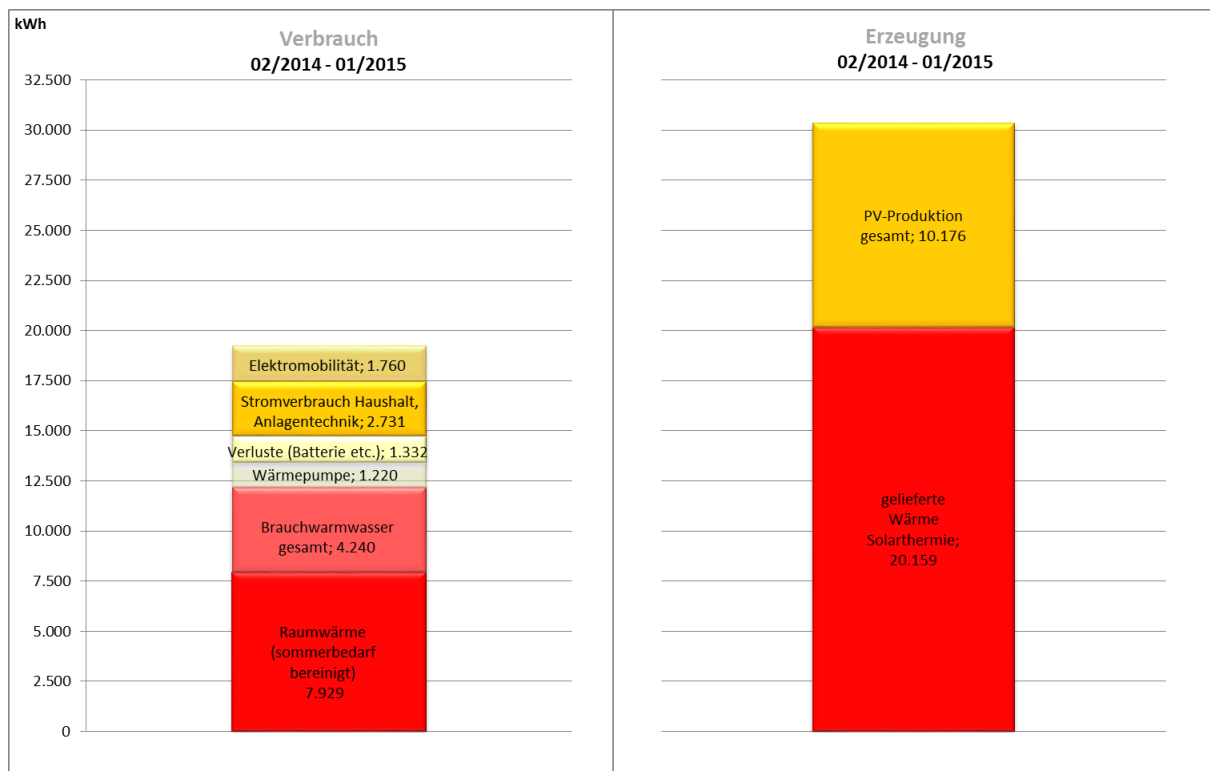 kWh
Verbrauch
02/2014 - 01/2015
32.500
30.000
27.500
25.000
22.500
20.000
17.500
15.000
12.500
10.000
7.500
5.000
2.500
0
Elektromobilität; 1.760
Stromverbrauch Haushalt,
Anlagentechnik; 2.731
Verluste (Batterie etc.); 1.332
Wärmepumpe; 1.220
Brauchwarmwasser
gesamt; 4.240
Raumwärme
(sommerbedarf
bereinigt)
7.929
Erzeugung
02/2014 - 01/2015
PV-Produktion
gesamt; 10.176
gelieferte
Wärme
Solarthermie;
20.159